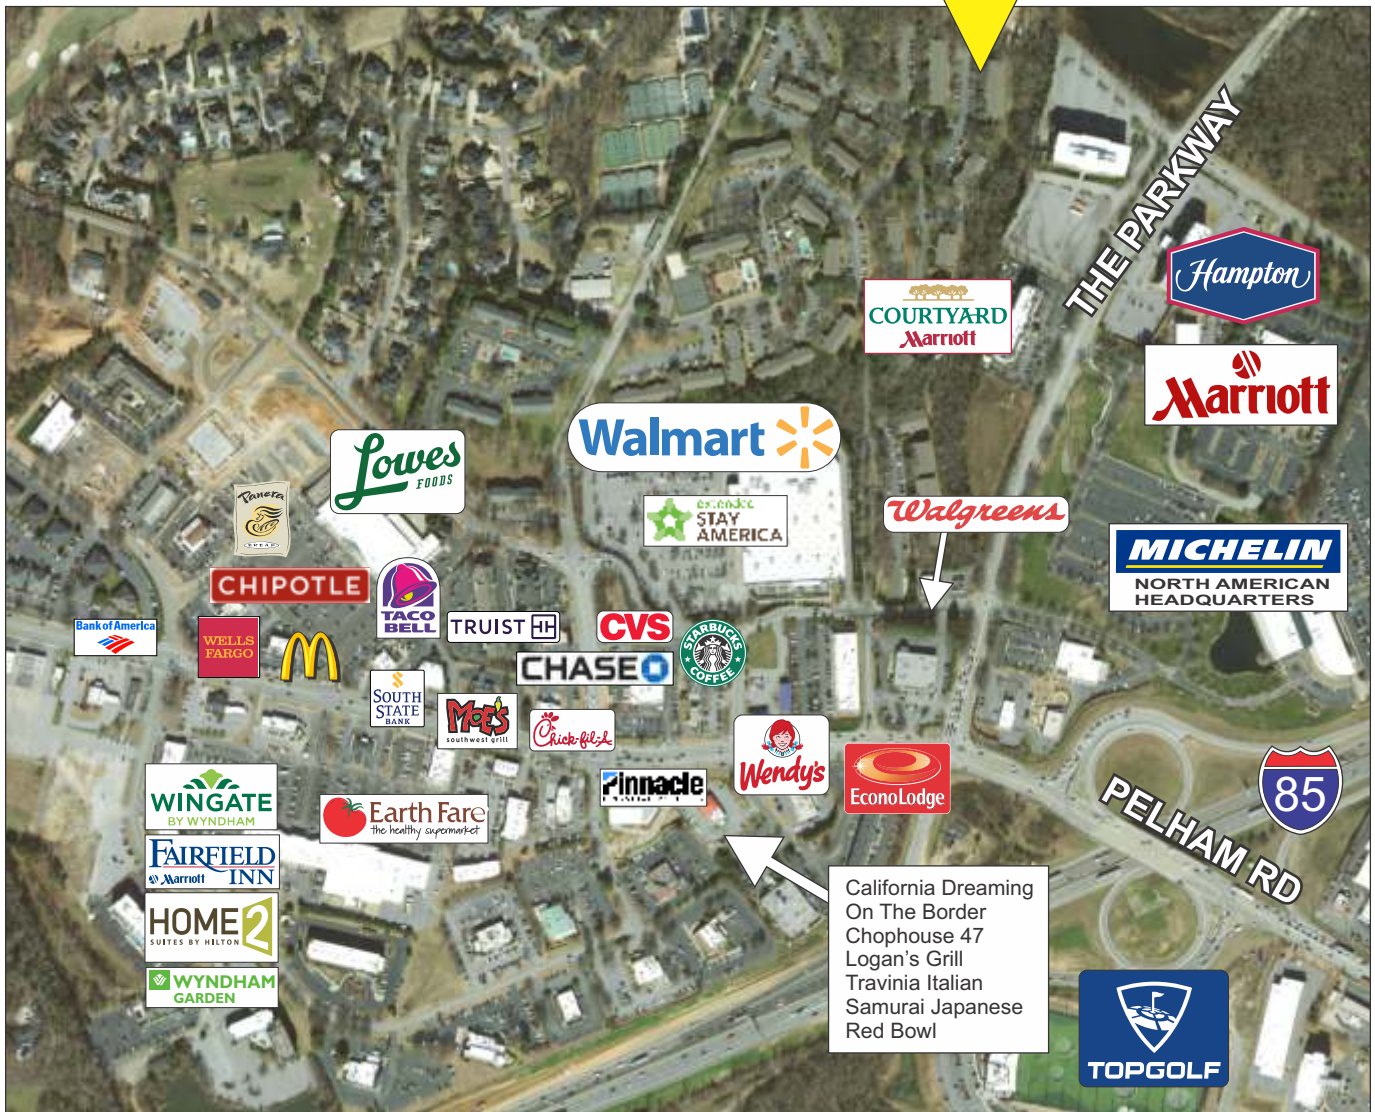 THE PARKWAY
Hampton
COURTYARD
Marriott
Marriott
Walmart
Lowes
FOODS
Panera
BREAD
extended
STAY
AMERICA
Walgreens
MICHELIN
NORTH AMERICAN
HEADQUARTERS
CHIPOTLE
TACO
BELL
TRUIST
CVS
STARBUCKS
COFFEE
Bank of America
WELLS
FARGO
CHASE
SOUTH
STATE
BANK
MOE'S
southwest grill
Chick-fil-A
Wendy's
EconoLodge
Pinnacle
85
PELHAM RD
WINGATE
BY WYNDHAM
Earth Fare
the healthy supermarket
FAIRFIELD
INN
Marriott
HOME2
SUITES BY HILTON
WYNDHAM
GARDEN
California Dreaming
On The Border
Chophouse 47
Logan's Grill
Travinia Italian
Samurai Japanese
Red Bowl
TOPGOLF